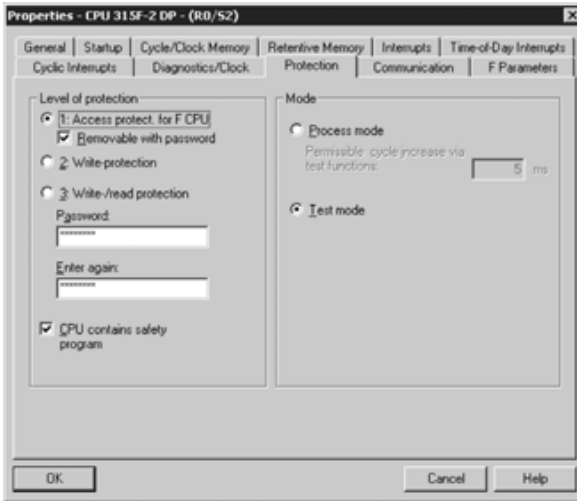 Properties - CPU 315F-2 DP - (R0/S2)
General
Startup
Cycle/Clock Memory
Retentive Memory
Interrupts
Time-of-Day Interrupts
Cyclic Interrupts
Diagnostics/Clock
Protection
Communication
F Parameters
Level of protection
1: Access protect. for F CPU
Removable with password
2: Write-protection
3: Write-/read protection
Password:
********
Enter again:
********
CPU contains safety
program
Mode
Process mode
Permissible cycle increase via
test functions:
5 ms
Test mode
OK
Cancel
Help